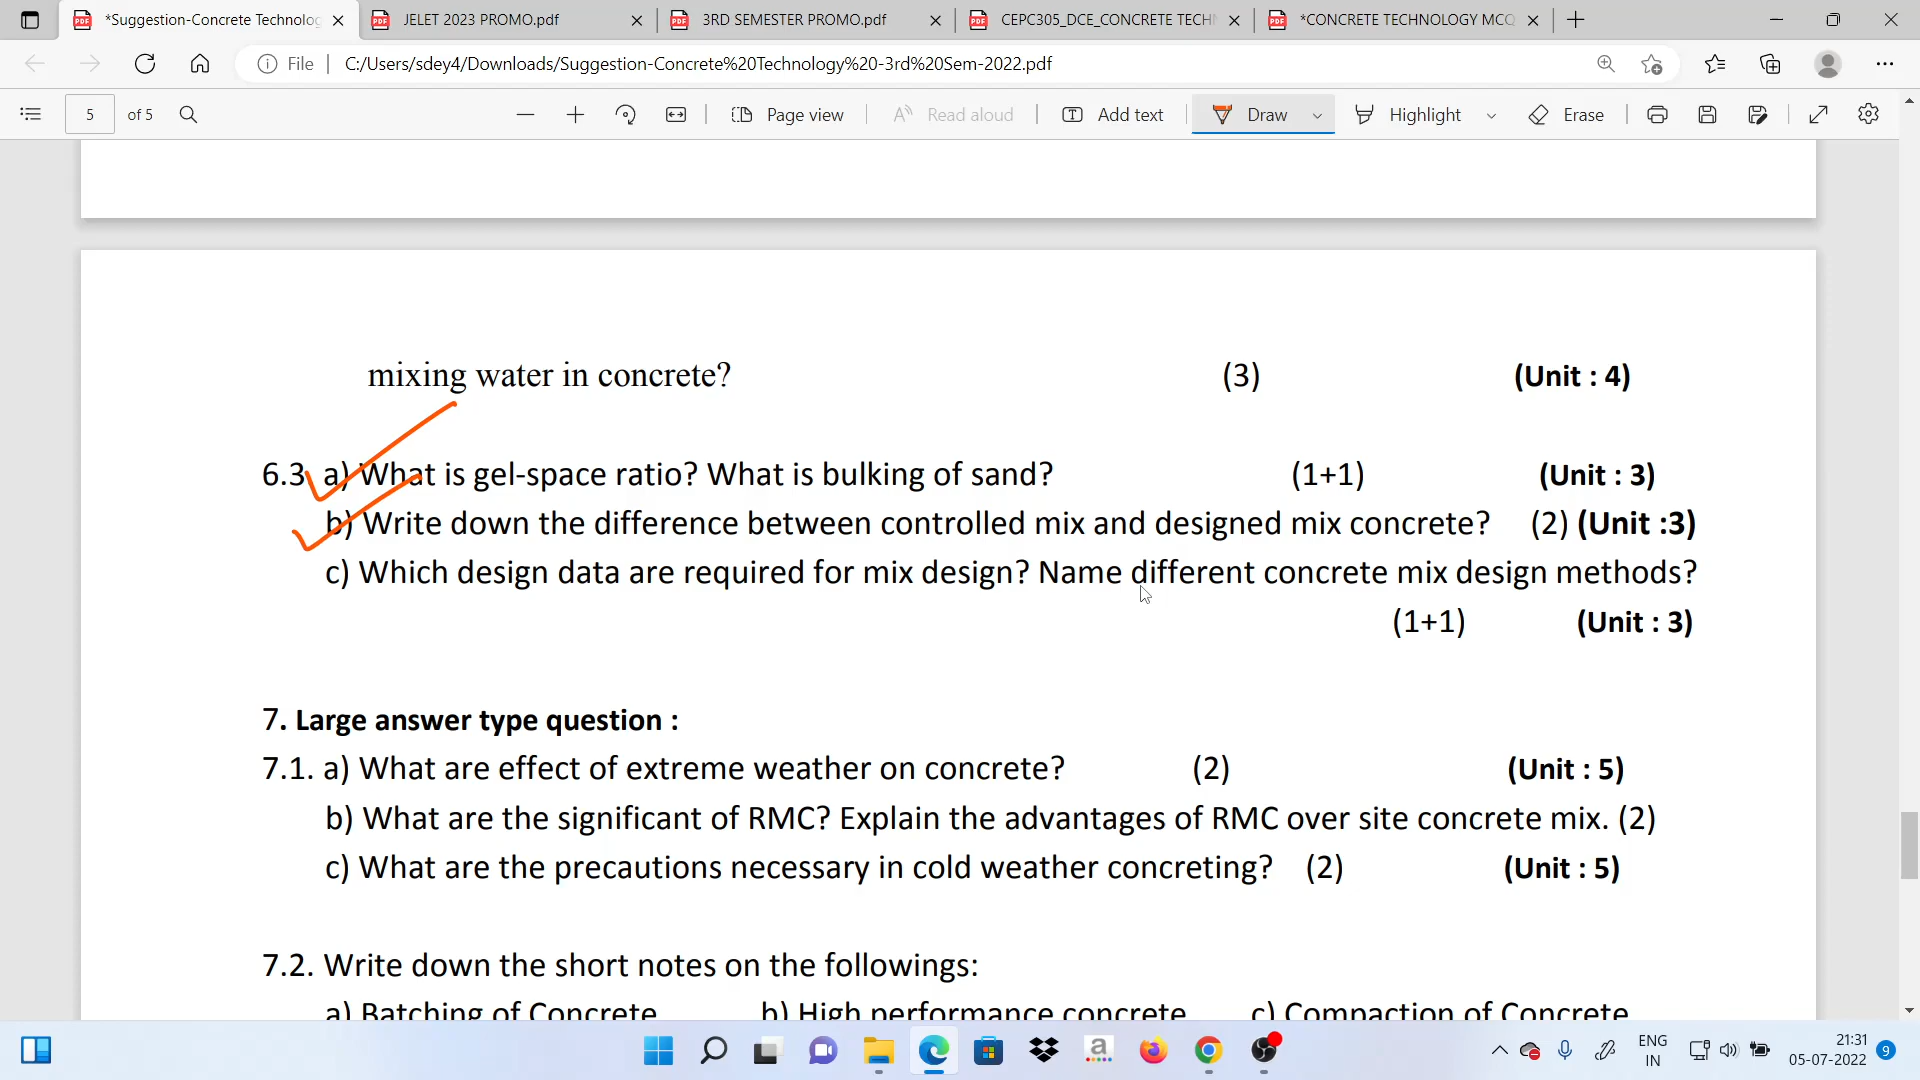 *Suggestion-Concrete Technolog
JELET 2023 PROMO.pdf
3RD SEMESTER PROMO.pdf
CEPC305_DCE_CONCRETE TECH
*CONCRETE TECHNOLOGY MCQ
File
C:/Users/sdey4/Downloads/Suggestion-Concrete%20Technology%20-3rd%20Sem-2022.pdf
5 of 5
Page view
Read aloud
Add text
Draw
Highlight
Erase
mixing water in concrete? (3) (Unit : 4)
6.3. a) What is gel-space ratio? What is bulking of sand? (1+1) (Unit : 3)
b) Write down the difference between controlled mix and designed mix concrete? (2) (Unit :3)
c) Which design data are required for mix design? Name different concrete mix design methods?
(1+1) (Unit : 3)
7. Large answer type question :
7.1. a) What are effect of extreme weather on concrete? (2) (Unit : 5)
b) What are the significant of RMC? Explain the advantages of RMC over site concrete mix. (2)
c) What are the precautions necessary in cold weather concreting? (2) (Unit : 5)
7.2. Write down the short notes on the followings:
a) Batching of Concrete b) High performance concrete c) Compaction of Concrete
ENG
IN
21:31
05-07-2022
9